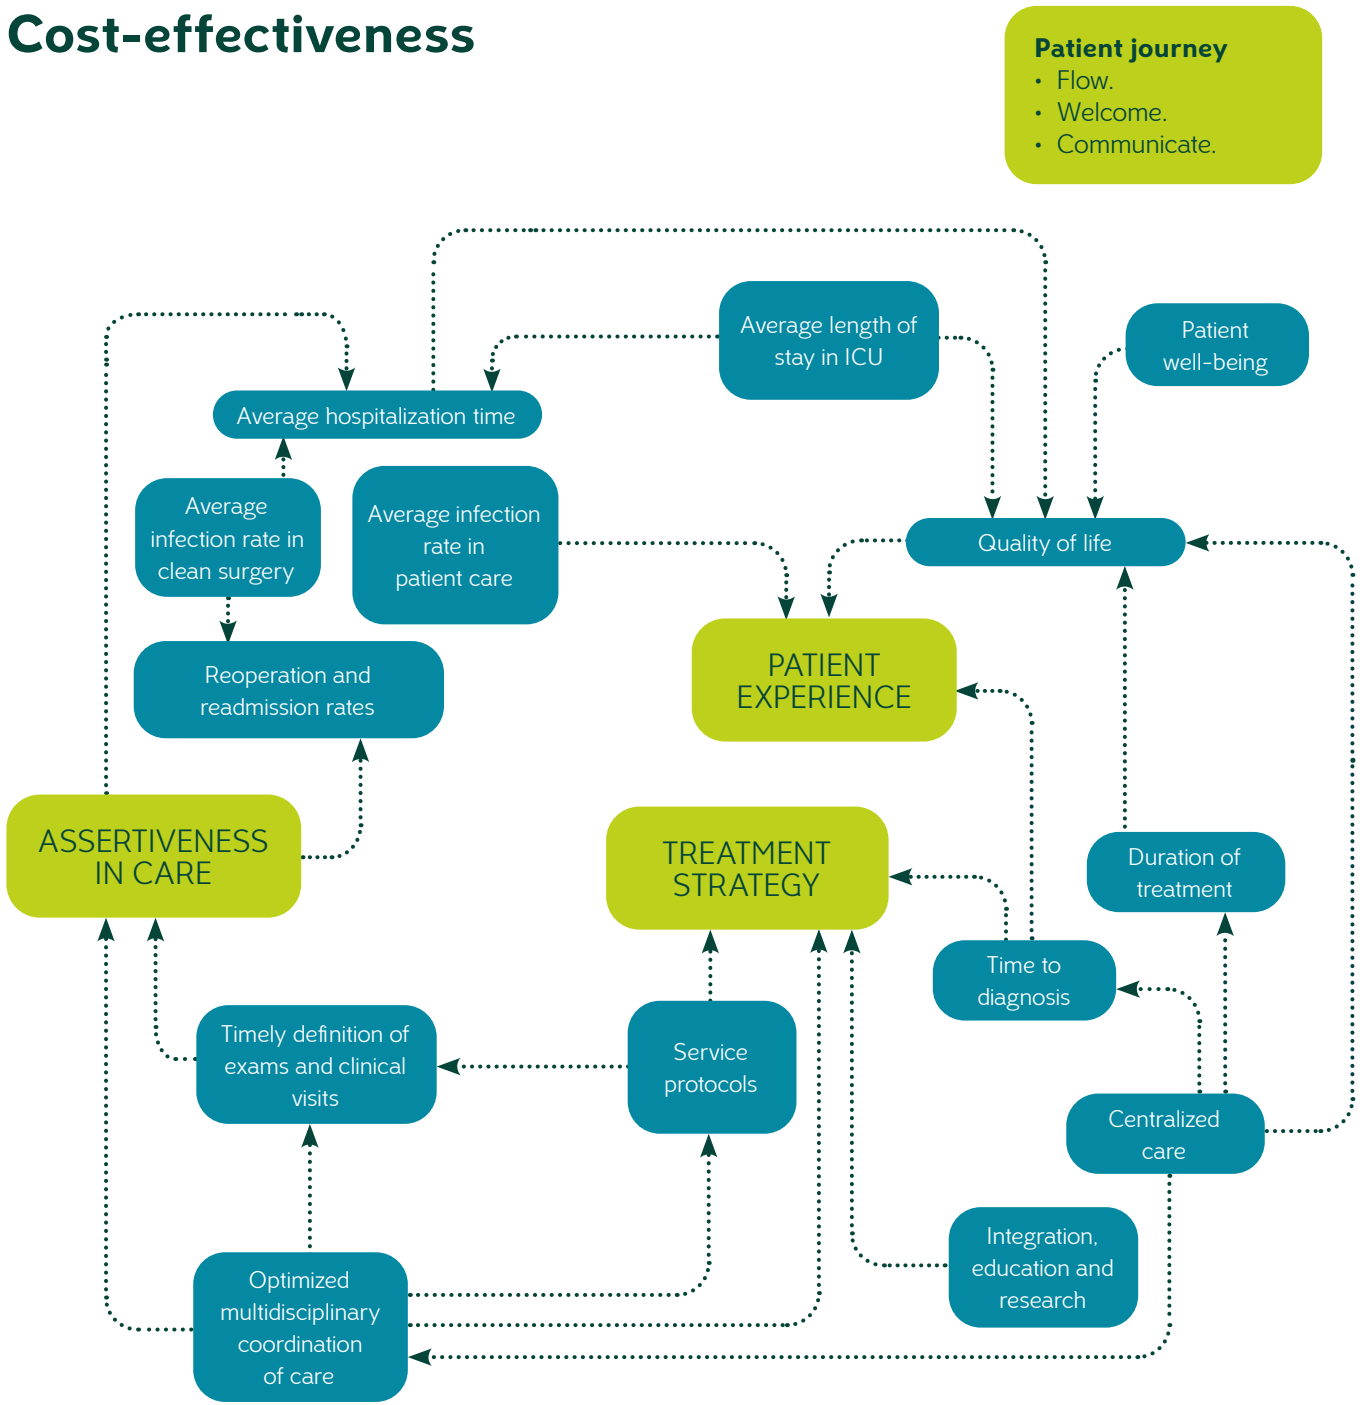 Cost-effectiveness
Patient journey
• Flow.
• Welcome.
• Communicate.
Average length of
stay in ICU
Patient
well-being
Average hospitalization time
Average
infection rate in
clean surgery
Average infection
rate in
patient care
Quality of life
Reoperation and
readmission rates
PATIENT
EXPERIENCE
ASSERTIVENESS
IN CARE
TREATMENT
STRATEGY
Duration of
treatment
Time to
diagnosis
Timely definition of
exams and clinical
visits
Service
protocols
Centralized
care
Integration,
education and
research
Optimized
multidisciplinary
coordination
of care